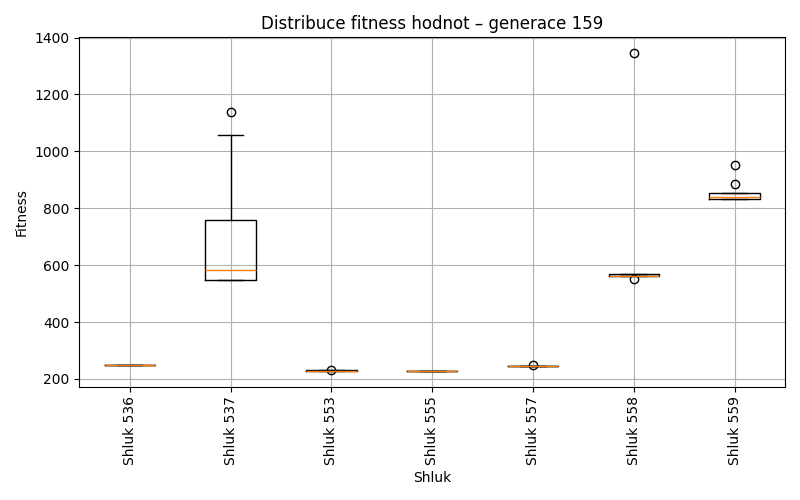 Distribuce fitness hodnot – generace 159
1400
1200
1000
800
600
400
200
Fitness
Shluk 536
Shluk 537
Shluk 553
Shluk 555
Shluk 557
Shluk 558
Shluk 559
Shluk